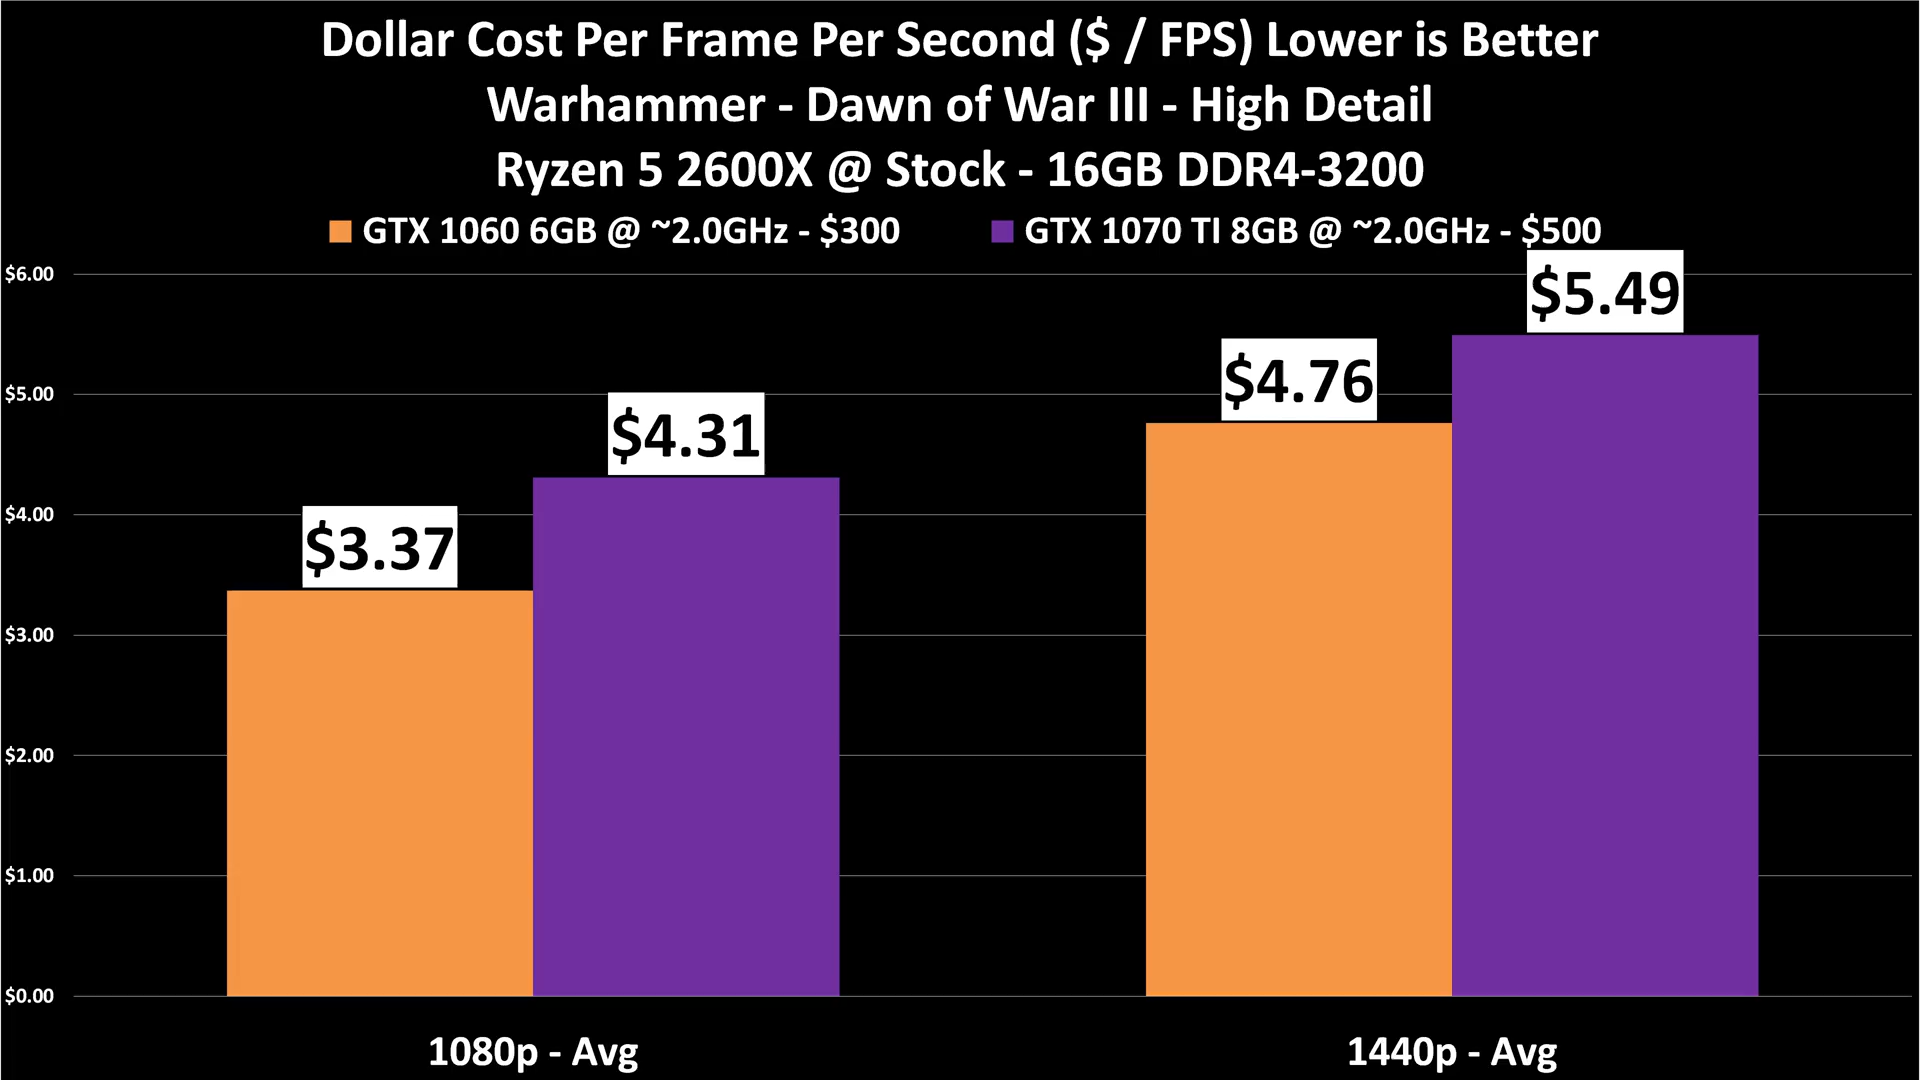 Dollar Cost Per Frame Per Second ($ / FPS) Lower is Better
Warhammer - Dawn of War III - High Detail
Ryzen 5 2600X @ Stock - 16GB DDR4-3200
GTX 1060 6GB @ ~2.0GHz - $300
GTX 1070 TI 8GB @ ~2.0GHz - $500
$6.00
$5.00
$4.00
$3.00
$2.00
$1.00
$0.00
$3.37
$4.31
$4.76
$5.49
1080p - Avg
1440p - Avg